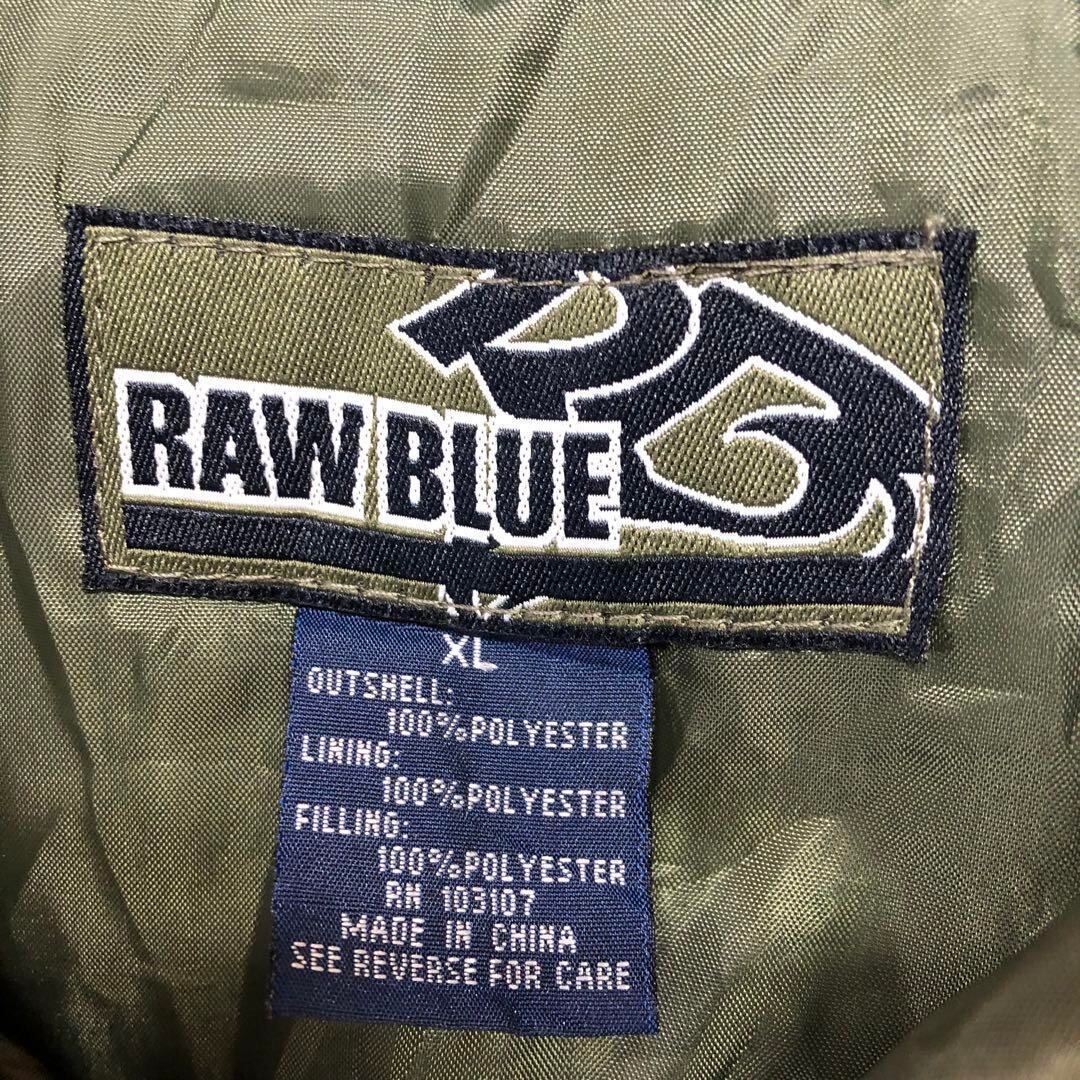 RAW BLUE
XL
OUTSHELL:
100%POLYESTER
LINING:
100%POLYESTER
FILLING:
100%POLYESTER
RN 103107
MADE IN CHINA
SEE REVERSE FOR CARE